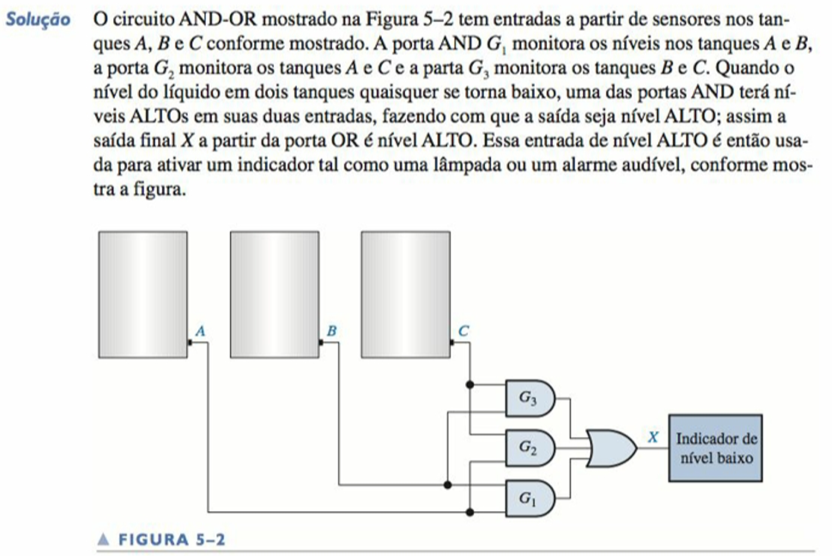 Solução O circuito AND-OR mostrado na Figura 5–2 tem entradas a partir de sensores nos tan-
ques A, B e C conforme mostrado. A porta AND G₁ monitora os níveis nos tanques A e B,
a porta G₂ monitora os tanques A e C e a parta G₃ monitora os tanques B e C. Quando o
nível do líquido em dois tanques quaisquer se torna baixo, uma das portas AND terá ní-
veis ALTOs em suas duas entradas, fazendo com que a saída seja nível ALTO; assim a
saída final X a partir da porta OR é nível ALTO. Essa entrada de nível ALTO é então usa-
da para ativar um indicador tal como uma lâmpada ou um alarme audível, conforme mos-
tra a figura.
A B C
G₃
G₂
G₁
X
Indicador de
nível baixo
▲ FIGURA 5–2